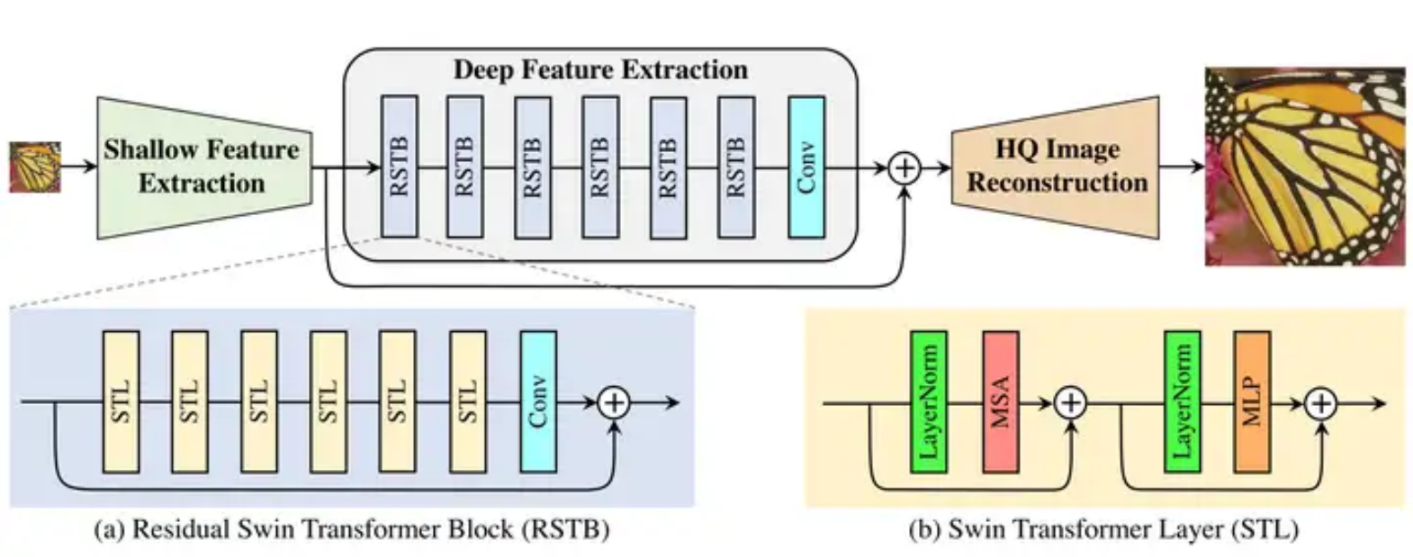 Deep Feature Extraction
Shallow Feature
Extraction
RSTB
RSTB
RSTB
RSTB
RSTB
RSTB
Conv
+
HQ Image
Reconstruction
STL
STL
STL
STL
STL
STL
Conv
+
(a) Residual Swin Transformer Block (RSTB)
LayerNorm
MSA
+
LayerNorm
MLP
+
(b) Swin Transformer Layer (STL)